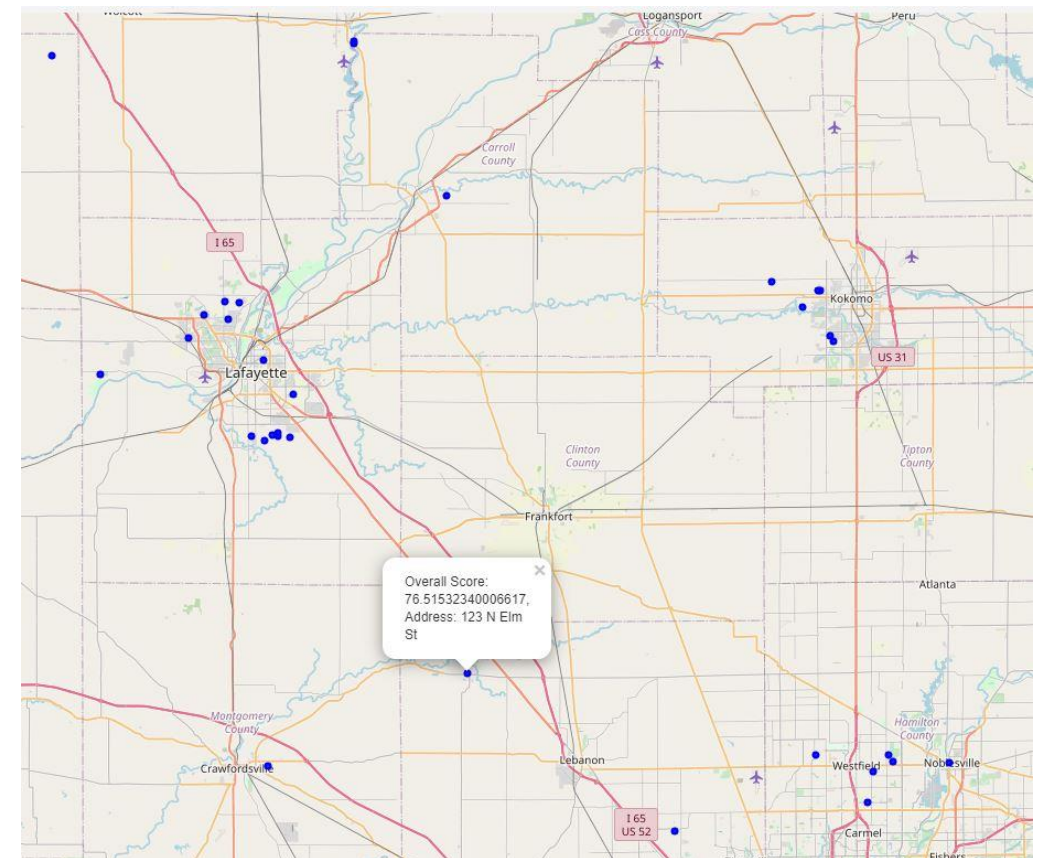 Wolcott
Logansport
Peru
Cass County
Carroll
County
I 65
Kokomo
US 31
Lafayette
Clinton
County
Tipton
County
Frankfort
×
Overall Score:
76.51532340006617,
Address: 123 N Elm
St
Atlanta
Montgomery
County
Hamilton
County
Crawfordsville
Lebanon
Westfield
Noblesville
I 65
US 52
Carmel
Fishers